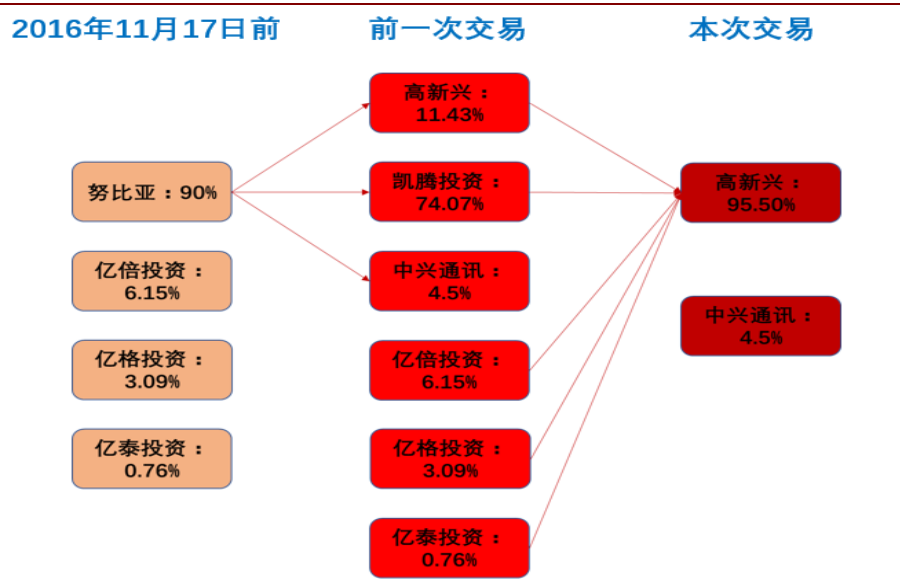 2016年11月17日前
前一次交易
本次交易
努比亚：90%
亿倍投资：
6.15%
亿格投资：
3.09%
亿泰投资：
0.76%
高新兴：
11.43%
凯腾投资：
74.07%
中兴通讯：
4.5%
亿倍投资：
6.15%
亿格投资：
3.09%
亿泰投资：
0.76%
高新兴：
95.50%
中兴通讯：
4.5%